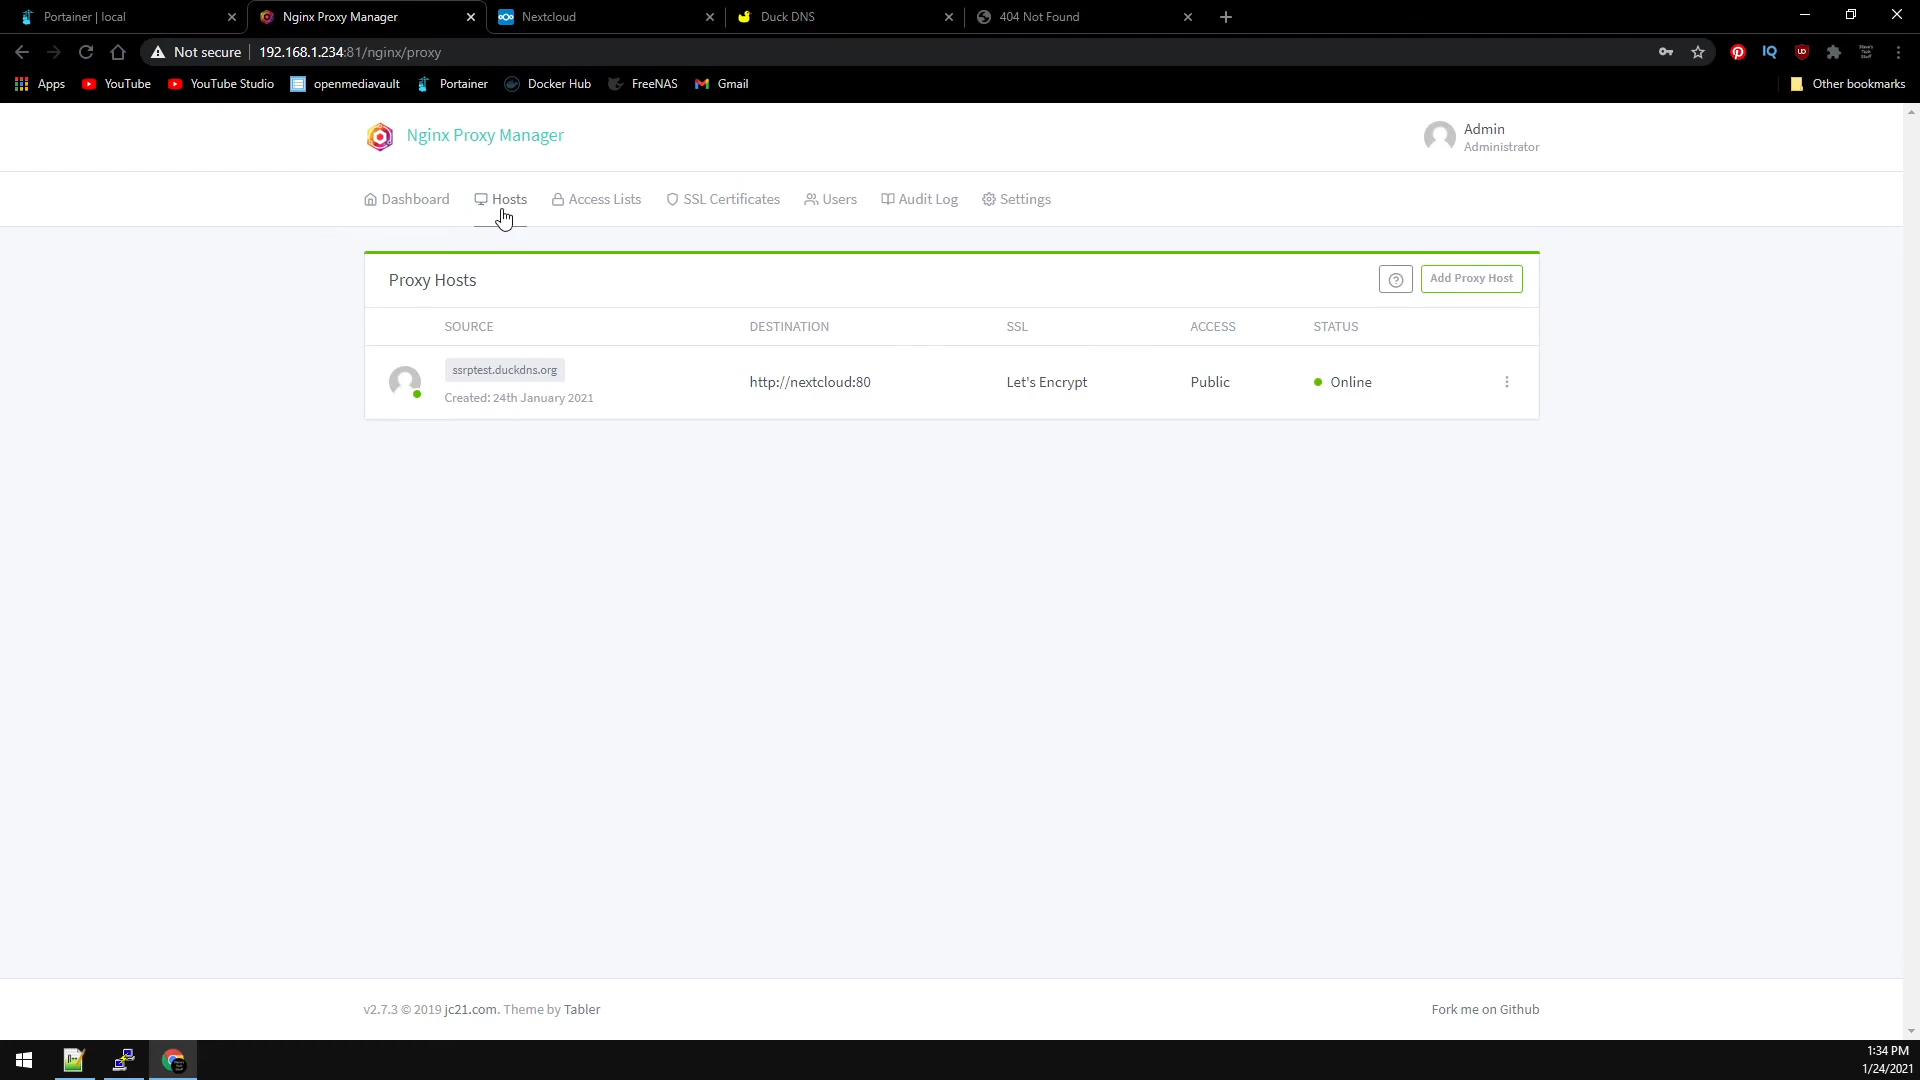 Portainer | local
Nginx Proxy Manager
Nextcloud
Duck DNS
404 Not Found
Not secure
192.168.1.234:81/nginx/proxy
Apps
YouTube
YouTube Studio
openmediavault
Portainer
Docker Hub
FreeNAS
Gmail
Other bookmarks
Nginx Proxy Manager
Admin
Administrator
Dashboard
Hosts
Access Lists
SSL Certificates
Users
Audit Log
Settings
Proxy Hosts
Add Proxy Host
SOURCE
DESTINATION
SSL
ACCESS
STATUS
ssrptest.duckdns.org
Created: 24th January 2021
http://nextcloud:80
Let's Encrypt
Public
Online
v2.7.3 © 2019 jc21.com. Theme by Tabler
Fork me on Github
1:34 PM
1/24/2021